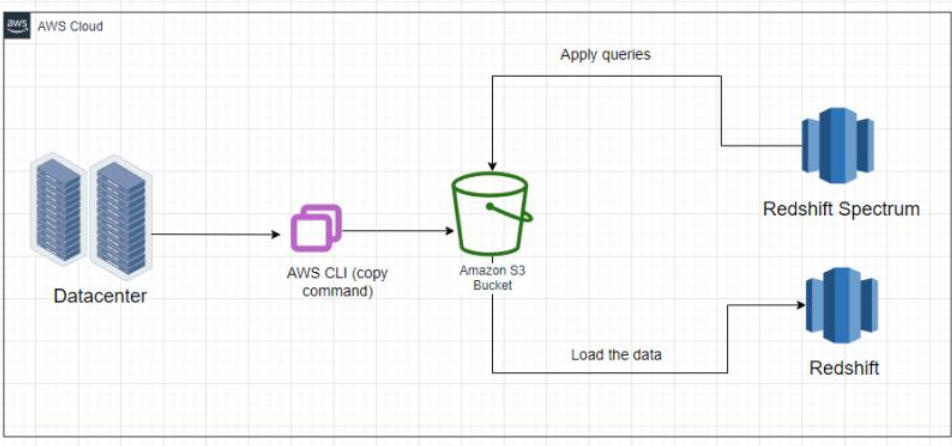 aws
AWS Cloud
Apply queries
Redshift Spectrum
AWS CLI (copy
command)
Amazon S3
Bucket
Datacenter
Load the data
Redshift